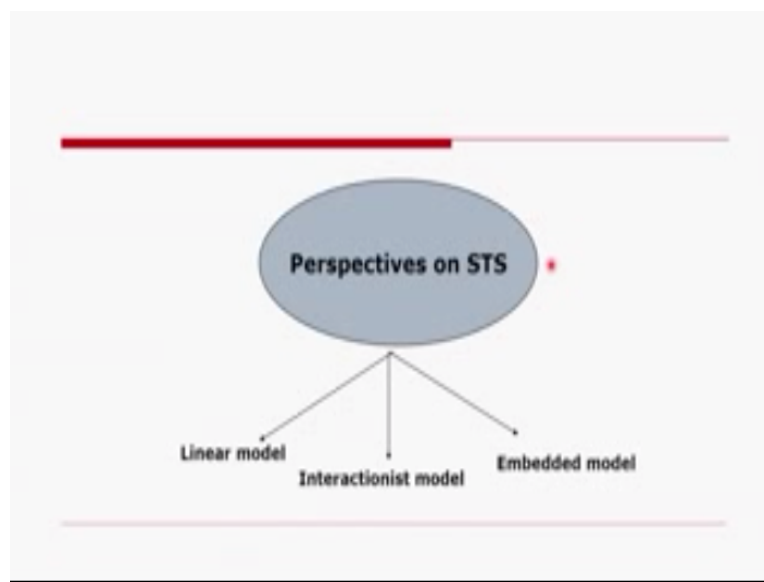 Perspectives on STS
Linear model
Interactionist model
Embedded model